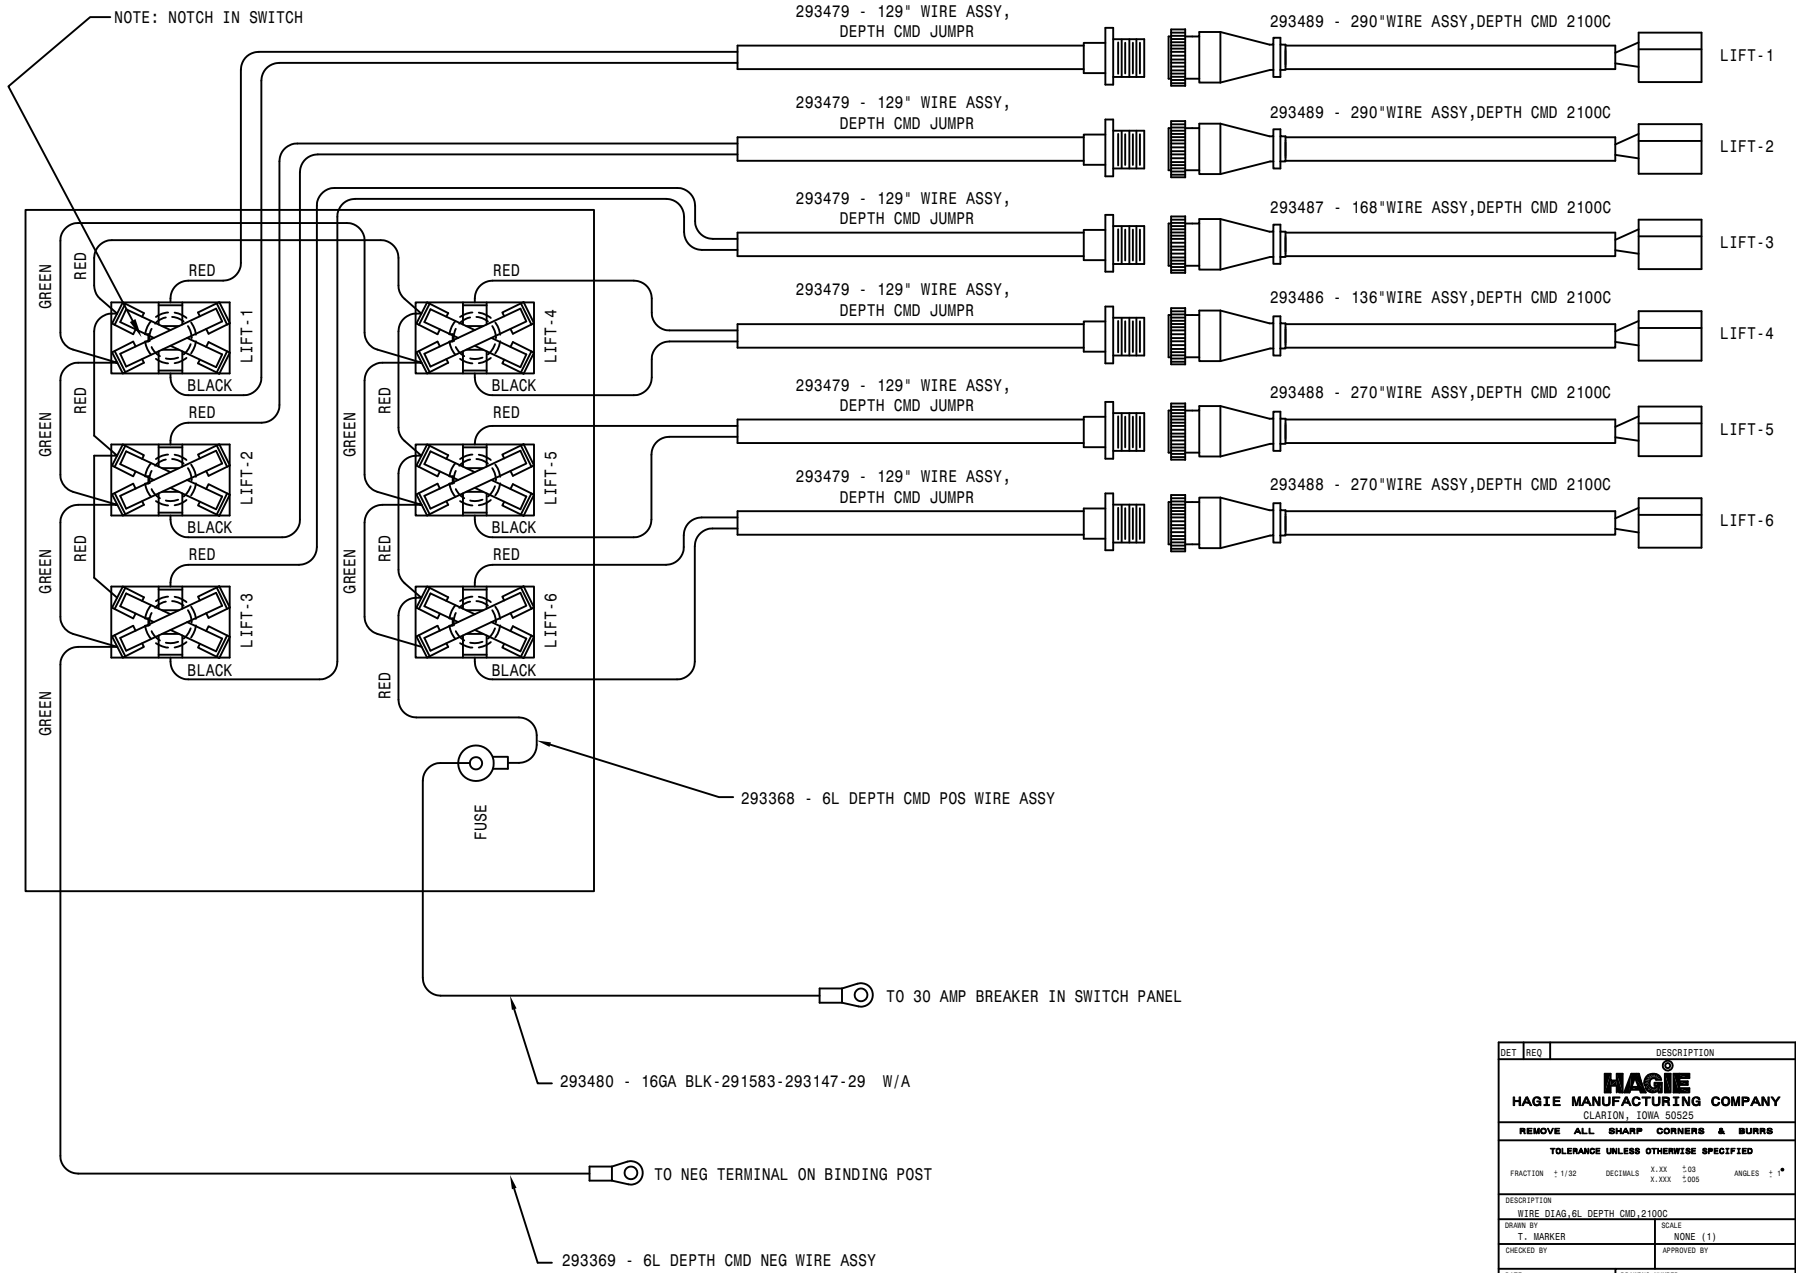 NOTE: NOTCH IN SWITCH
293479 - 129" WIRE ASSY,
DEPTH CMD JUMPR
293489 - 290"WIRE ASSY,DEPTH CMD 2100C
LIFT-1
293479 - 129" WIRE ASSY,
DEPTH CMD JUMPR
293489 - 290"WIRE ASSY,DEPTH CMD 2100C
LIFT-2
293479 - 129" WIRE ASSY,
DEPTH CMD JUMPR
293487 - 168"WIRE ASSY,DEPTH CMD 2100C
LIFT-3
293479 - 129" WIRE ASSY,
DEPTH CMD JUMPR
293486 - 136"WIRE ASSY,DEPTH CMD 2100C
LIFT-4
293479 - 129" WIRE ASSY,
DEPTH CMD JUMPR
293488 - 270"WIRE ASSY,DEPTH CMD 2100C
LIFT-5
293479 - 129" WIRE ASSY,
DEPTH CMD JUMPR
293488 - 270"WIRE ASSY,DEPTH CMD 2100C
LIFT-6
GREEN
RED
RED
LIFT-1
BLACK
RED
LIFT-4
BLACK
GREEN
RED
RED
LIFT-2
BLACK
GREEN
RED
RED
LIFT-5
BLACK
GREEN
RED
RED
LIFT-3
BLACK
GREEN
RED
RED
LIFT-6
BLACK
GREEN
RED
FUSE
293368 - 6L DEPTH CMD POS WIRE ASSY
TO 30 AMP BREAKER IN SWITCH PANEL
293480 - 16GA BLK-291583-293147-29 W/A
TO NEG TERMINAL ON BINDING POST
293369 - 6L DEPTH CMD NEG WIRE ASSY
DET REQ DESCRIPTION
HAGIE
HAGIE MANUFACTURING COMPANY
CLARION, IOWA 50525
REMOVE ALL SHARP CORNERS & BURRS
TOLERANCE UNLESS OTHERWISE SPECIFIED
FRACTION ± 1/32 DECIMALS X.XX ±.03 ANGLES ± 1°
X.XXX ±.005
DESCRIPTION
WIRE DIAG,6L DEPTH CMD,2100C
DRAWN BY SCALE
T. MARKER NONE (1)
CHECKED BY APPROVED BY